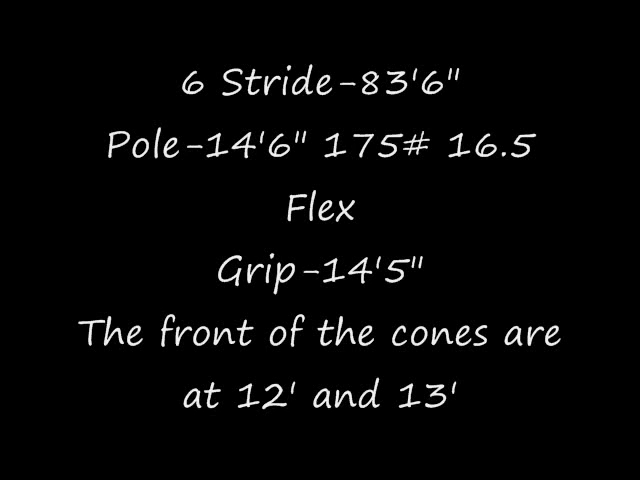 6 Stride-83'6"
Pole-14'6" 175# 16.5
Flex
Grip-14'5"
The front of the cones are
at 12' and 13'